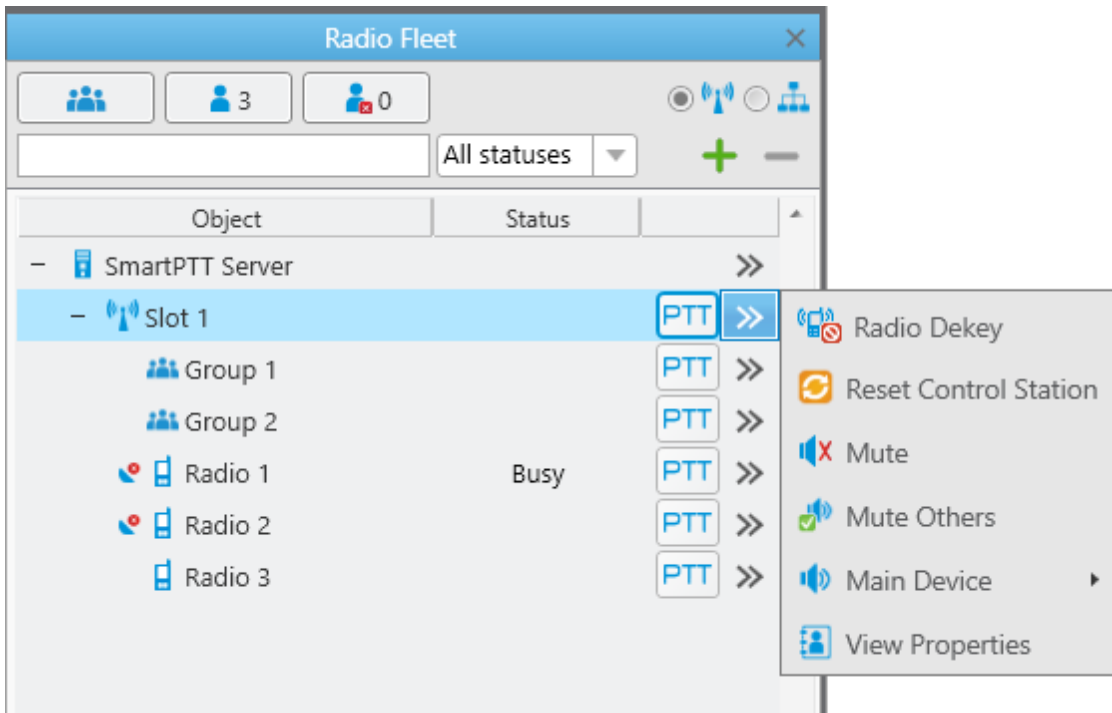 Radio Fleet
3
0
All statuses
Object Status
SmartPTT Server
Slot 1 PTT
Group 1 PTT
Group 2 PTT
Radio 1 Busy PTT
Radio 2 PTT
Radio 3 PTT
Radio Dekey
Reset Control Station
Mute
Mute Others
Main Device
View Properties